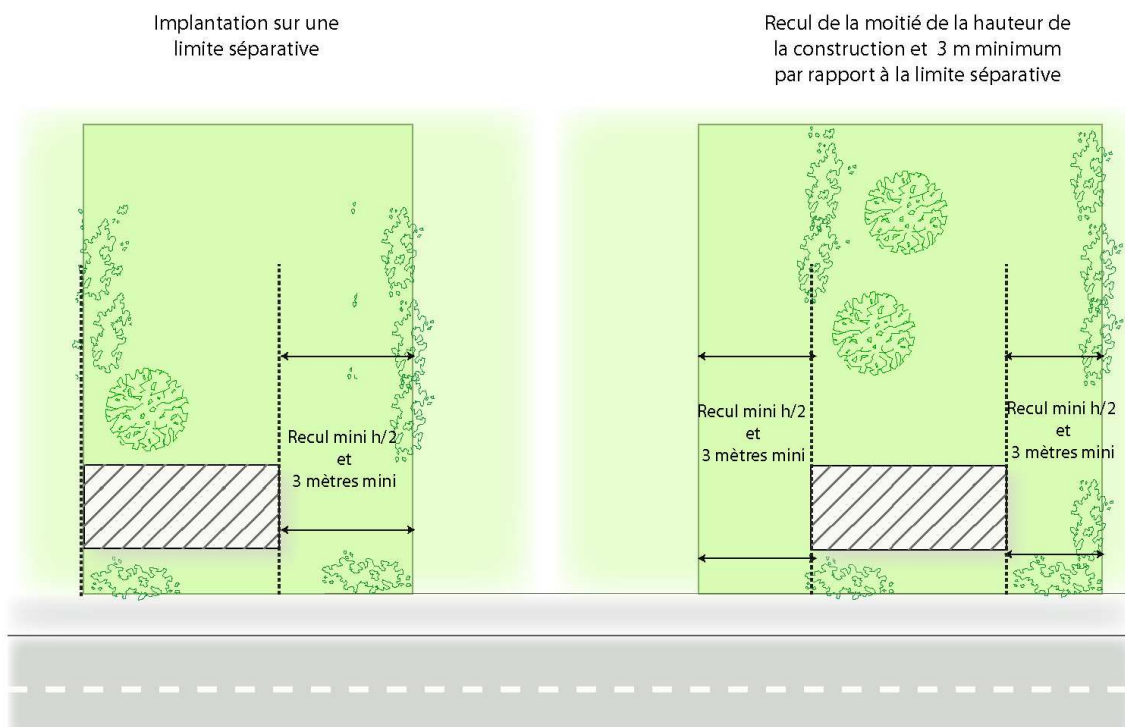 Implantation sur une
limite séparative
Recul de la moitié de la hauteur de
la construction et 3 m minimum
par rapport à la limite séparative
Recul mini h/2
et
3 mètres mini
Recul mini h/2
et
3 mètres mini
Recul mini h/2
et
3 mètres mini